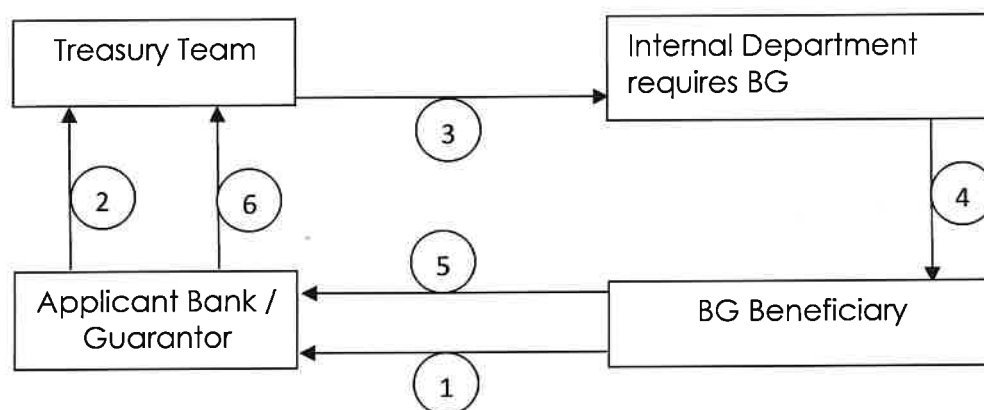 Treasury Team
Internal Department
requires BG
3
2
6
4
5
Applicant Bank /
Guarantor
BG Beneficiary
1